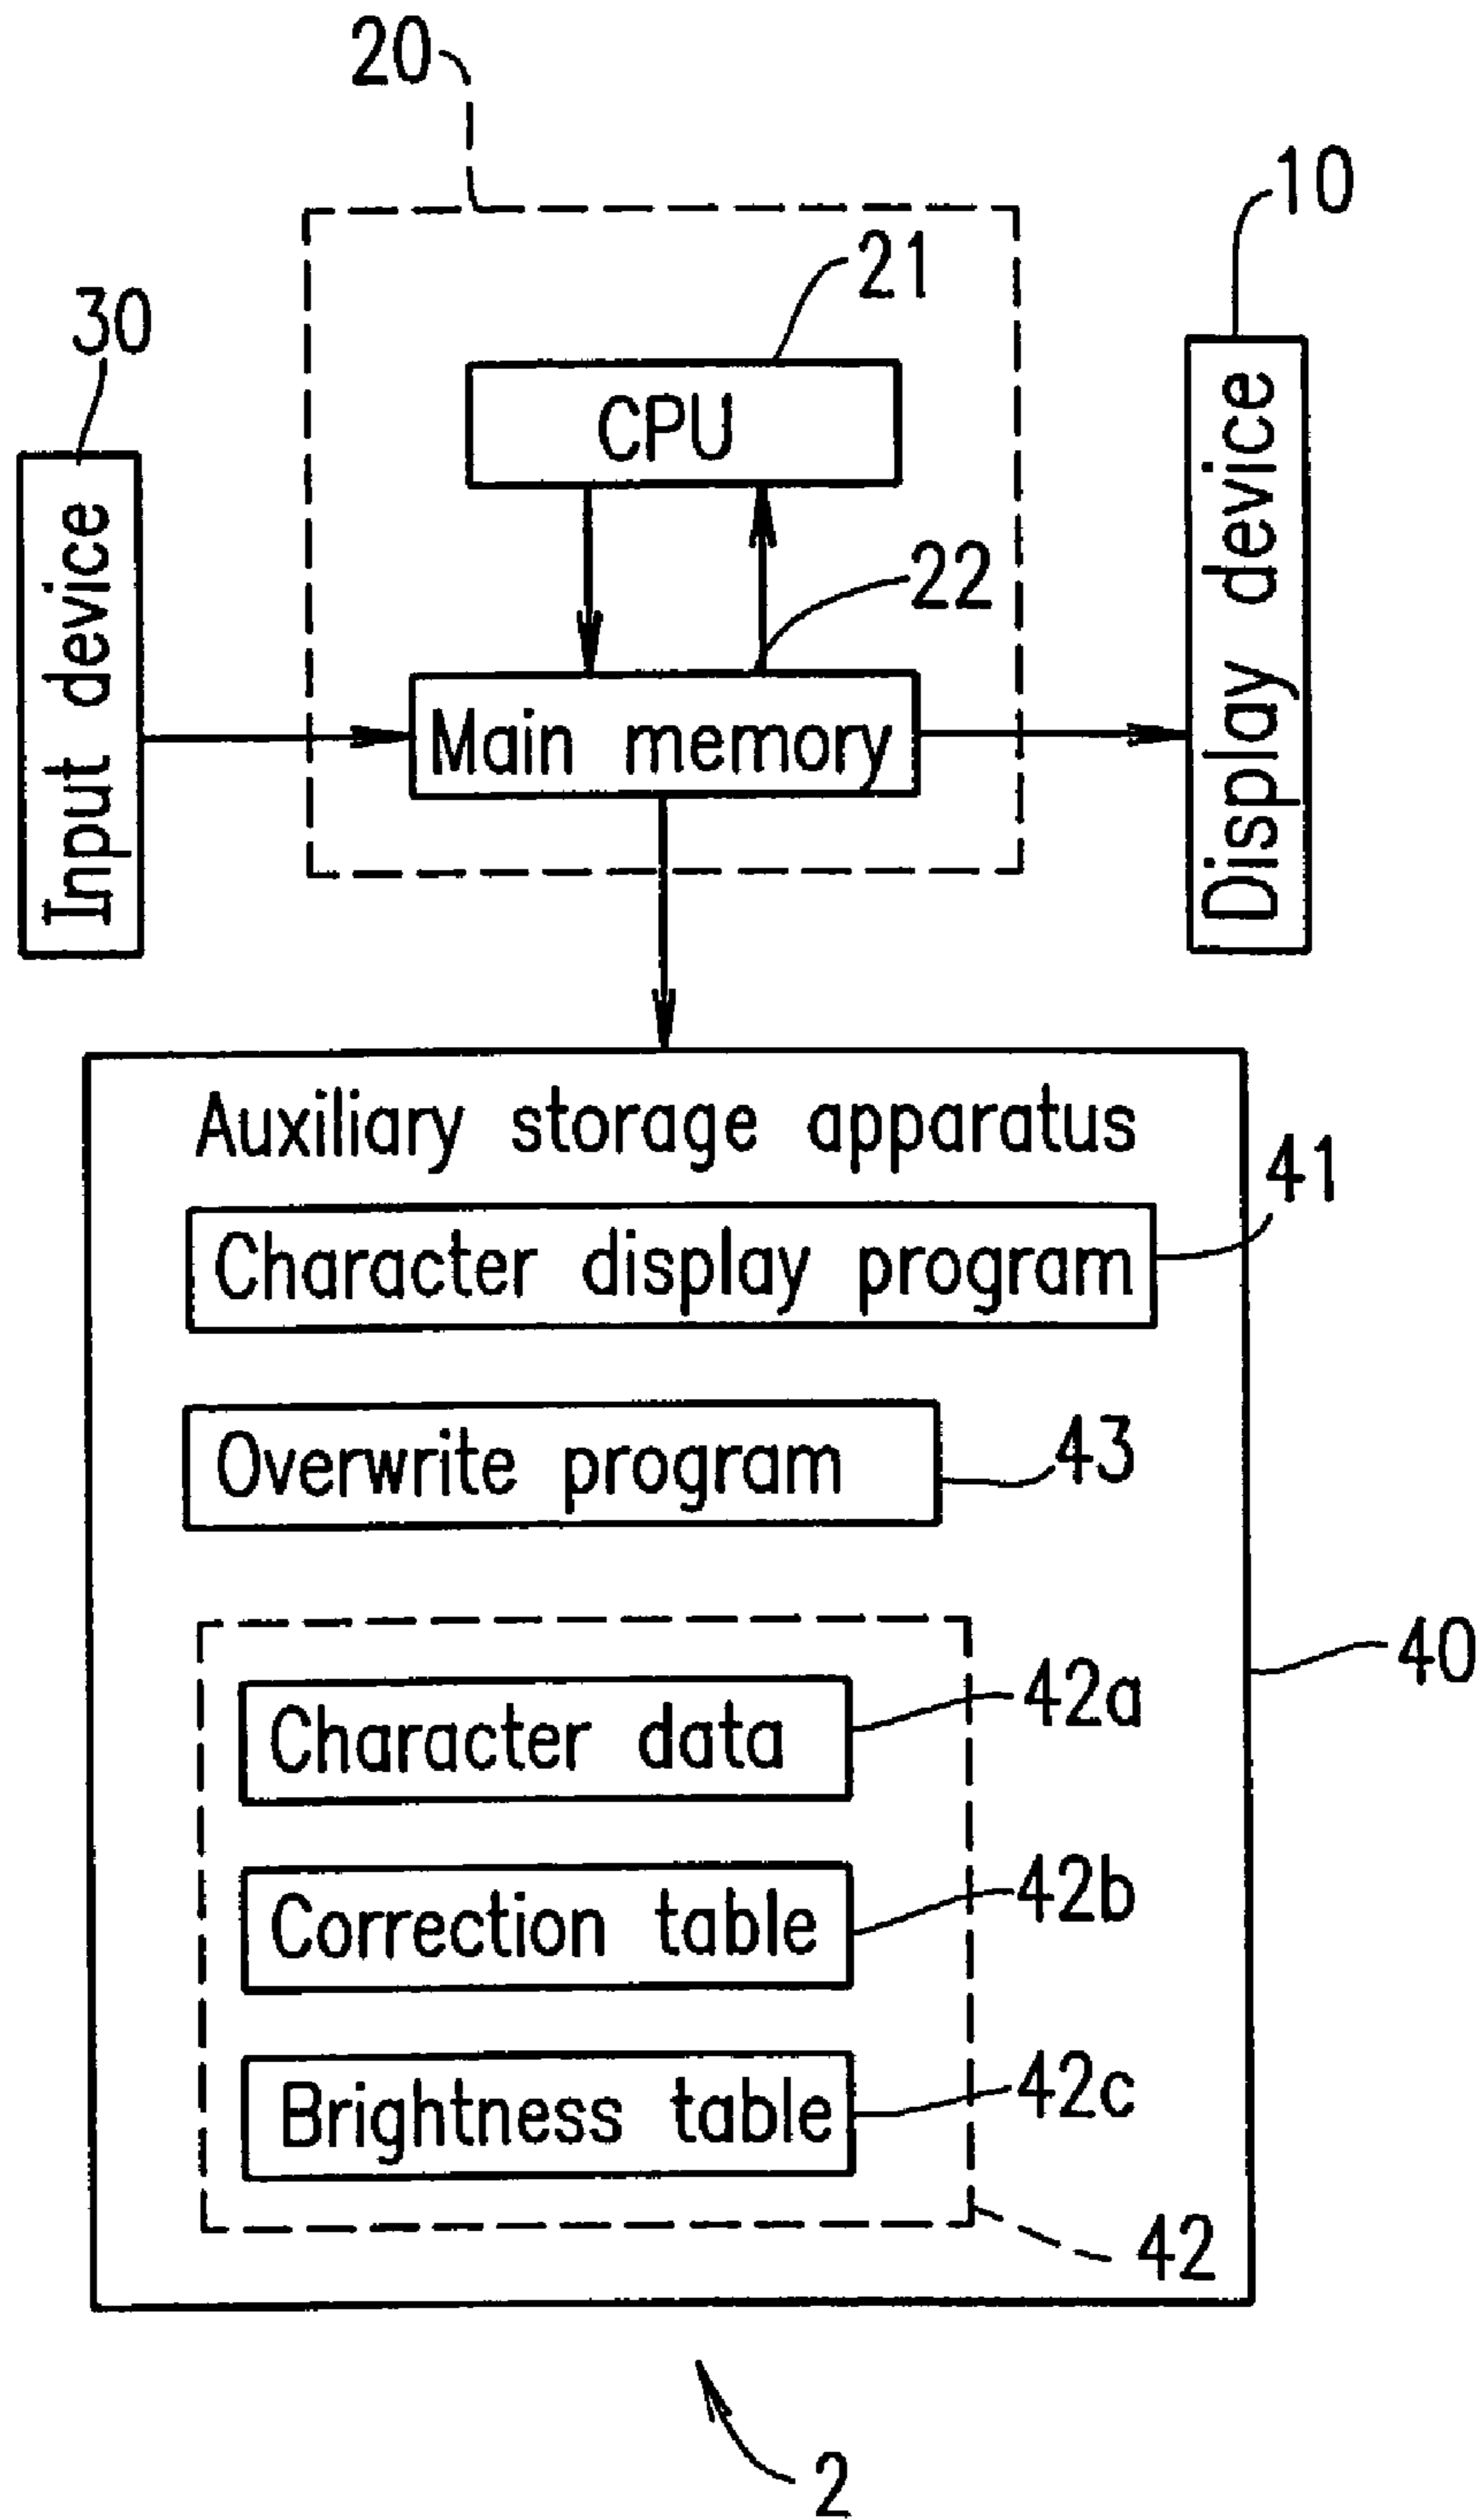 20
10
21
30
CPU
22
Input device
Main memory
Display device
Auxiliary storage apparatus
41
Character display program
Overwrite program
43
40
42a
Character data
42b
Correction table
42c
Brightness table
42
2